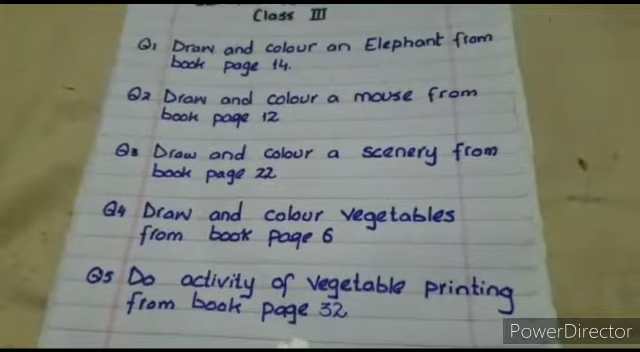 Class III
Q1 Draw and colour an Elephant from
book page 14.
Q2 Draw and colour a mouse from
book page 12
Q3 Draw and colour a scenery from
book page 22
Q4 Draw and colour vegetables
from book page 6
Q5 Do activity of vegetable printing
from book page 32
PowerDirector